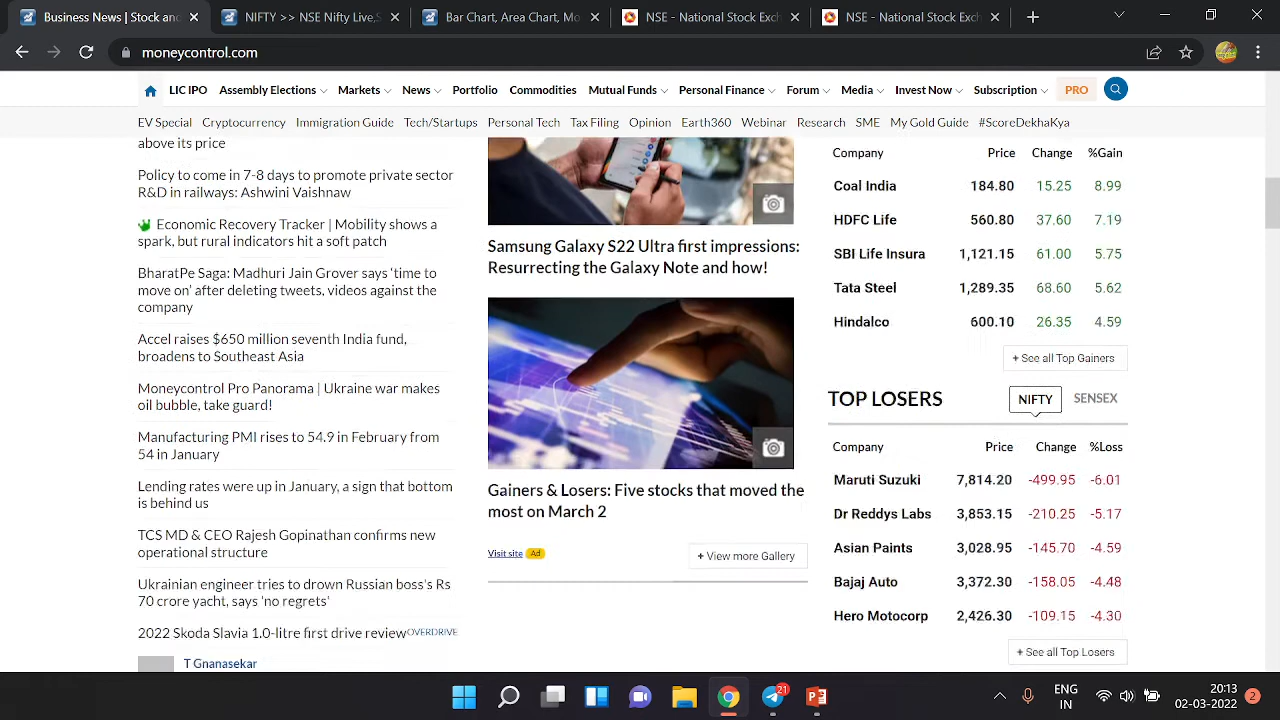 Business News | Stock and
NIFTY >> NSE Nifty Live,S
Bar Chart, Area Chart, Mo
NSE - National Stock Exch
NSE - National Stock Exch
moneycontrol.com
LIC IPO Assembly Elections Markets News Portfolio Commodities Mutual Funds Personal Finance Forum Media Invest Now Subscription PRO
EV Special Cryptocurrency Immigration Guide Tech/Startups Personal Tech Tax Filing Opinion Earth360 Webinar Research SME My Gold Guide #ScoreDekhaKya
above its price
Policy to come in 7-8 days to promote private sector
R&D in railways: Ashwini Vaishnaw
Economic Recovery Tracker | Mobility shows a
spark, but rural indicators hit a soft patch
BharatPe Saga: Madhuri Jain Grover says 'time to
move on' after deleting tweets, videos against the
company
Accel raises $650 million seventh India fund,
broadens to Southeast Asia
Moneycontrol Pro Panorama | Ukraine war makes
oil bubble, take guard!
Manufacturing PMI rises to 54.9 in February from
54 in January
Lending rates were up in January, a sign that bottom
is behind us
TCS MD & CEO Rajesh Gopinathan confirms new
operational structure
Ukrainian engineer tries to drown Russian boss's Rs
70 crore yacht, says 'no regrets'
2022 Skoda Slavia 1.0-litre first drive review OVERDRIVE
T Gnanasekar
Samsung Galaxy S22 Ultra first impressions:
Resurrecting the Galaxy Note and how!
Gainers & Losers: Five stocks that moved the
most on March 2
Visit site Ad
+ View more Gallery
Company Price Change %Gain
Coal India 184.80 15.25 8.99
HDFC Life 560.80 37.60 7.19
SBI Life Insura 1,121.15 61.00 5.75
Tata Steel 1,289.35 68.60 5.62
Hindalco 600.10 26.35 4.59
+ See all Top Gainers
TOP LOSERS NIFTY SENSEX
Company Price Change %Loss
Maruti Suzuki 7,814.20 -499.95 -6.01
Dr Reddys Labs 3,853.15 -210.25 -5.17
Asian Paints 3,028.95 -145.70 -4.59
Bajaj Auto 3,372.30 -158.05 -4.48
Hero Motocorp 2,426.30 -109.15 -4.30
+ See all Top Losers
21
ENG
IN
20:13
02-03-2022
2